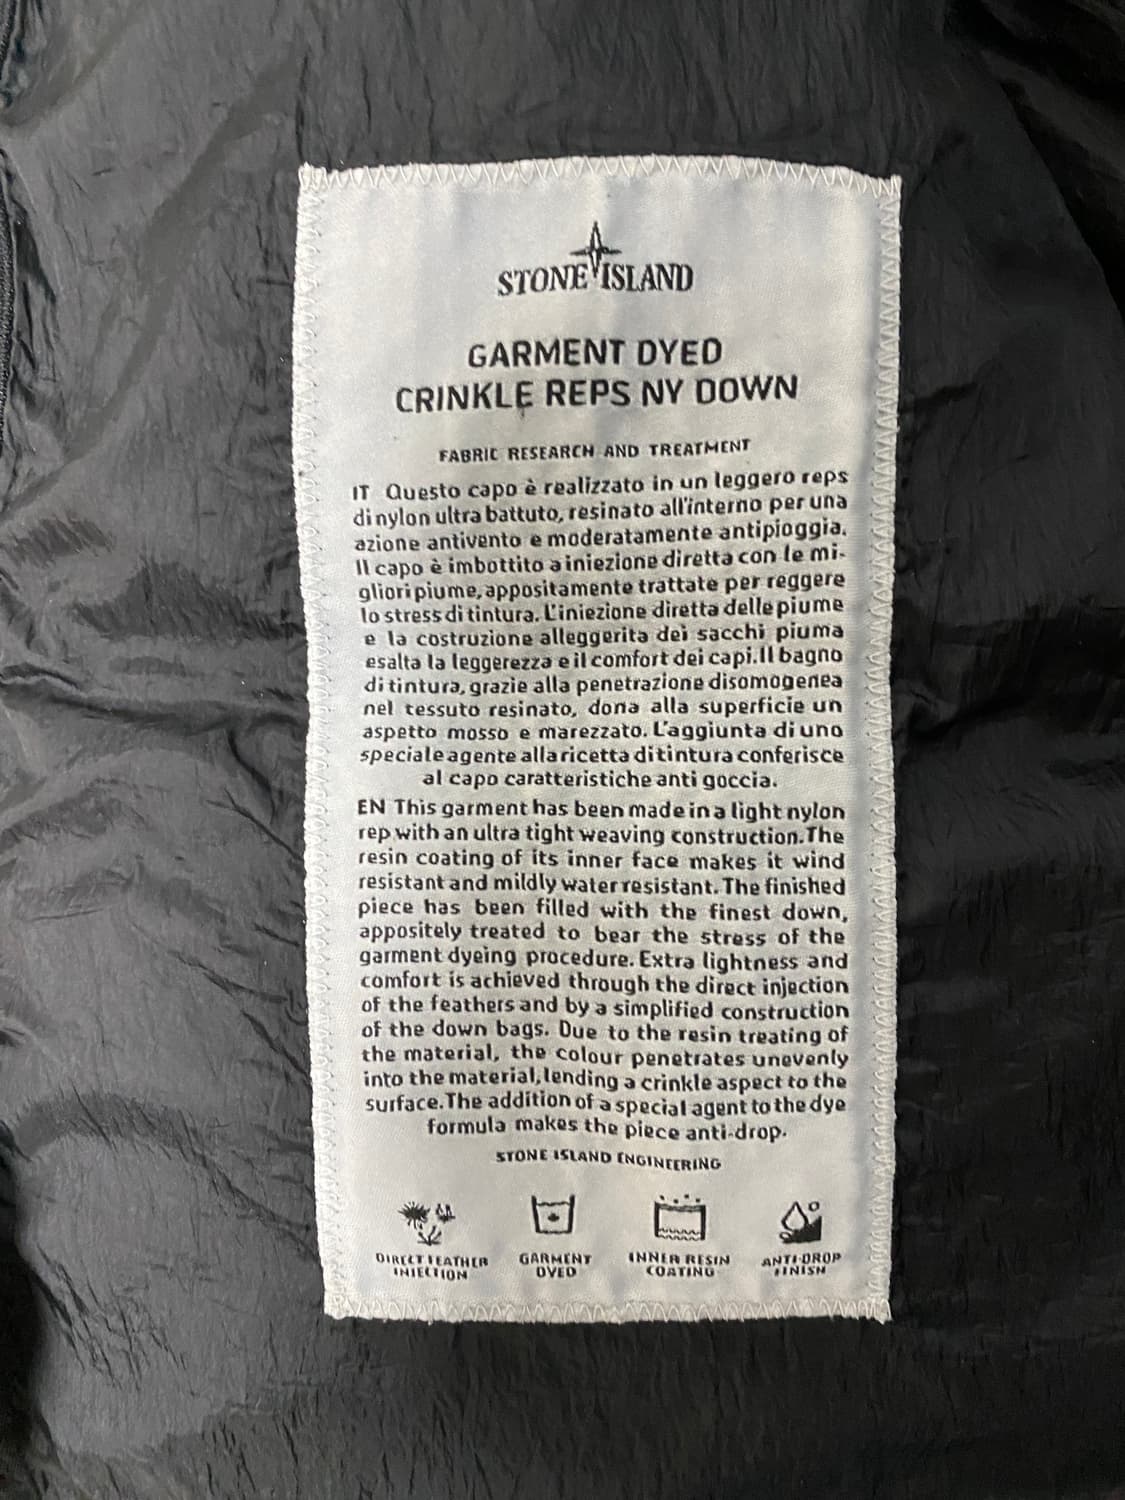 STONE ISLAND
GARMENT DYED
CRINKLE REPS NY DOWN
FABRIC RESEARCH AND TREATMENT
IT Questo capo è realizzato in un leggero reps
di nylon ultra battuto, resinato all'interno per una
azione antivento e moderatamente antipioggia.
Il capo è imbottito a iniezione diretta con le mi-
gliori piume, appositamente trattate per reggere
lo stress di tintura. L'iniezione diretta delle piume
e la costruzione alleggerita dei sacchi piuma
esalta la leggerezza e il comfort dei capi. Il bagno
di tintura, grazie alla penetrazione disomogenea
nel tessuto resinato, dona alla superficie un
aspetto mosso e marezzato. L'aggiunta di uno
speciale agente alla ricetta di tintura conferisce
al capo caratteristiche anti goccia.
EN This garment has been made in a light nylon
rep with an ultra tight weaving construction. The
resin coating of its inner face makes it wind
resistant and mildly water resistant. The finished
piece has been filled with the finest down,
appositely treated to bear the stress of the
garment dyeing procedure. Extra lightness and
comfort is achieved through the direct injection
of the feathers and by a simplified construction
of the down bags. Due to the resin treating of
the material, the colour penetrates unevenly
into the material, lending a crinkle aspect to the
surface. The addition of a special agent to the dye
formula makes the piece anti-drop.
STONE ISLAND ENGINEERING
DIRECT FEATHER
INJECTION
GARMENT
DYED
INNER RESIN
COATING
ANTI-DROP
FINISH